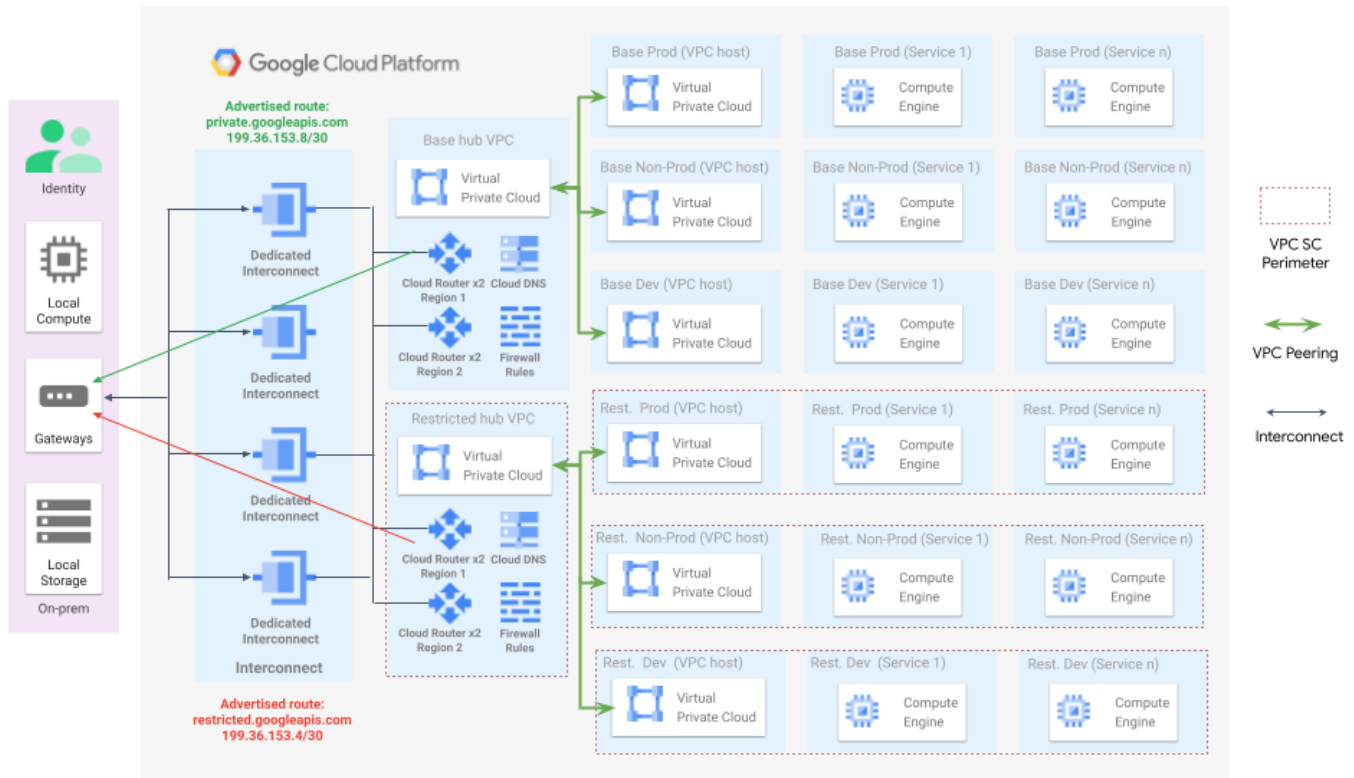 Google Cloud Platform
Advertised route:
private.googleapis.com
199.36.153.8/30
Identity
Local
Compute
Gateways
Local
Storage
On-prem
Dedicated
Interconnect
Dedicated
Interconnect
Dedicated
Interconnect
Dedicated
Interconnect
Interconnect
Advertised route:
restricted.googleapis.com
199.36.153.4/30
Base hub VPC
Virtual
Private Cloud
Cloud Router x2
Region 1
Cloud DNS
Cloud Router x2
Region 2
Firewall
Rules
Restricted hub VPC
Virtual
Private Cloud
Cloud Router x2
Region 1
Cloud DNS
Cloud Router x2
Region 2
Firewall
Rules
Base Prod (VPC host)
Virtual
Private Cloud
Base Prod (Service 1)
Compute
Engine
Base Prod (Service n)
Compute
Engine
Base Non-Prod (VPC host)
Virtual
Private Cloud
Base Non-Prod (Service 1)
Compute
Engine
Base Non-Prod (Service n)
Compute
Engine
Base Dev (VPC host)
Virtual
Private Cloud
Base Dev (Service 1)
Compute
Engine
Base Dev (Service n)
Compute
Engine
Rest. Prod (VPC host)
Virtual
Private Cloud
Rest. Prod (Service 1)
Compute
Engine
Rest. Prod (Service n)
Compute
Engine
Rest. Non-Prod (VPC host)
Virtual
Private Cloud
Rest. Non-Prod (Service 1)
Compute
Engine
Rest. Non-Prod (Service n)
Compute
Engine
Rest. Dev (VPC host)
Virtual
Private Cloud
Rest. Dev (Service 1)
Compute
Engine
Rest. Dev (Service n)
Compute
Engine
VPC SC
Perimeter
VPC Peering
Interconnect